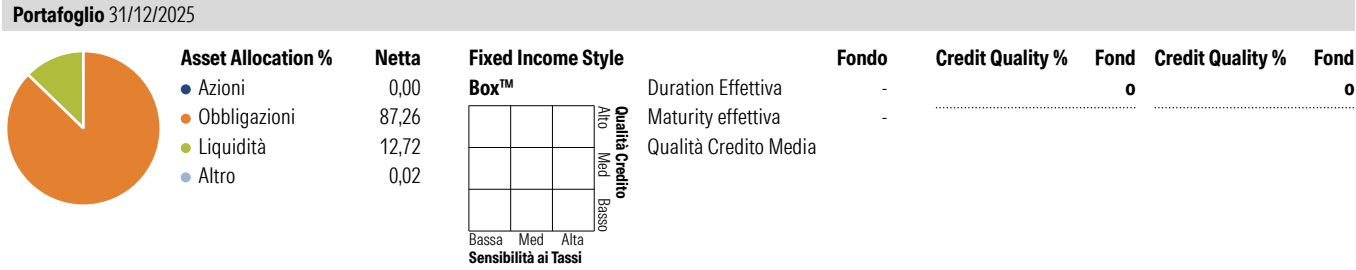 Portafoglio 31/12/2025
Asset Allocation % Netta
Azioni 0,00
Obbligazioni 87,26
Liquidità 12,72
Altro 0,02
Fixed Income Style
Box™
Alto Med Basso
Qualità Credito
Bassa Med Alta
Sensibilità ai Tassi
Fondo
Duration Effettiva -
Maturity effettiva -
Qualità Credito Media
Credit Quality % Fond
o
Credit Quality % Fond
o